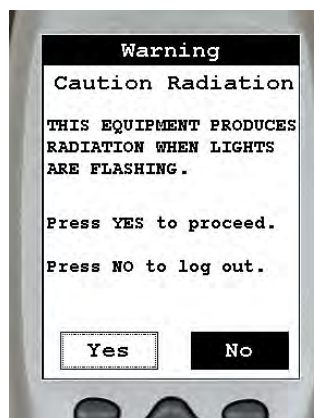 Warning
Caution Radiation
THIS EQUIPMENT PRODUCES
RADIATION WHEN LIGHTS
ARE FLASHING.
Press YES to proceed.
Press NO to log out.
Yes
No